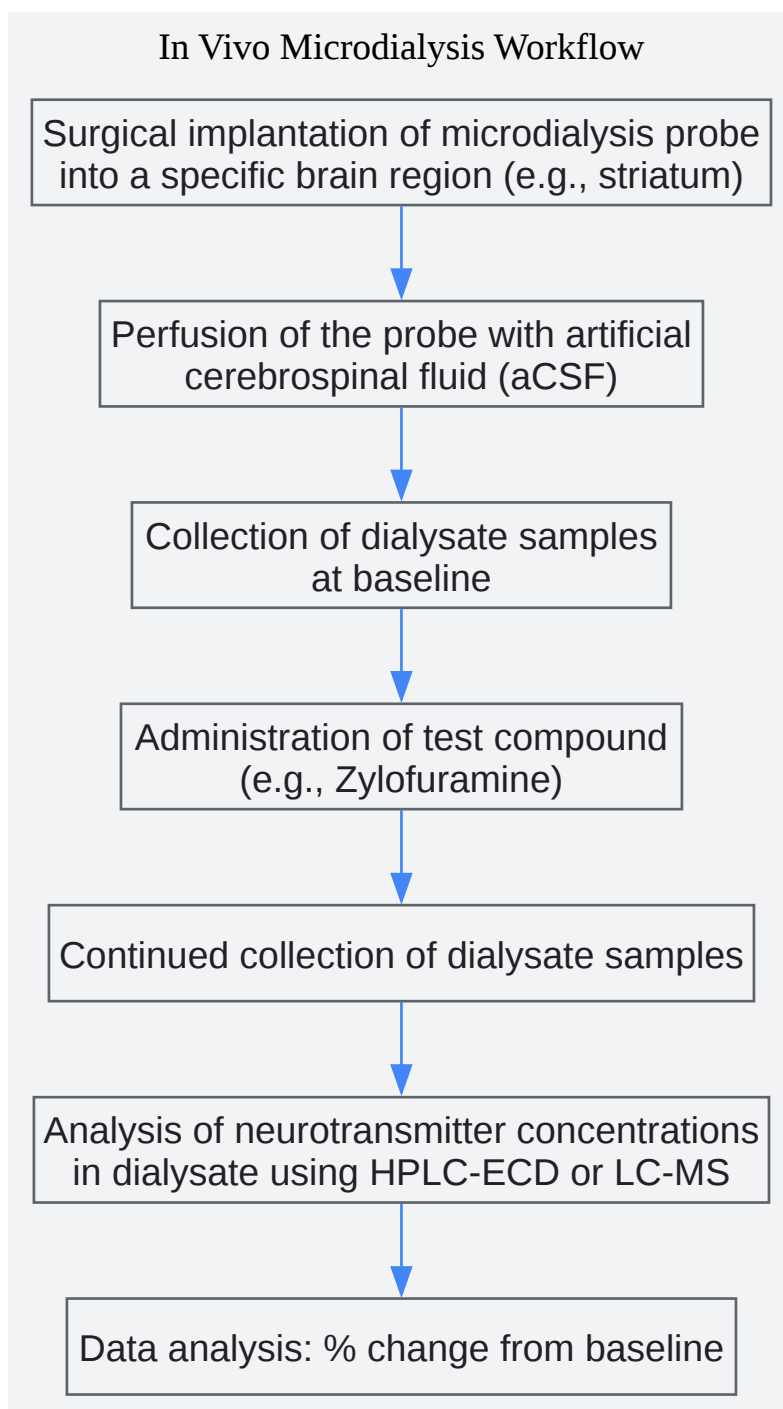 In Vivo Microdialysis Workflow
Surgical implantation of microdialysis probe
into a specific brain region (e.g., striatum)
Perfusion of the probe with artificial
cerebrospinal fluid (aCSF)
Collection of dialysate samples
at baseline
Administration of test compound
(e.g., Zylofuramine)
Continued collection of dialysate samples
Analysis of neurotransmitter concentrations
in dialysate using HPLC-ECD or LC-MS
Data analysis: % change from baseline